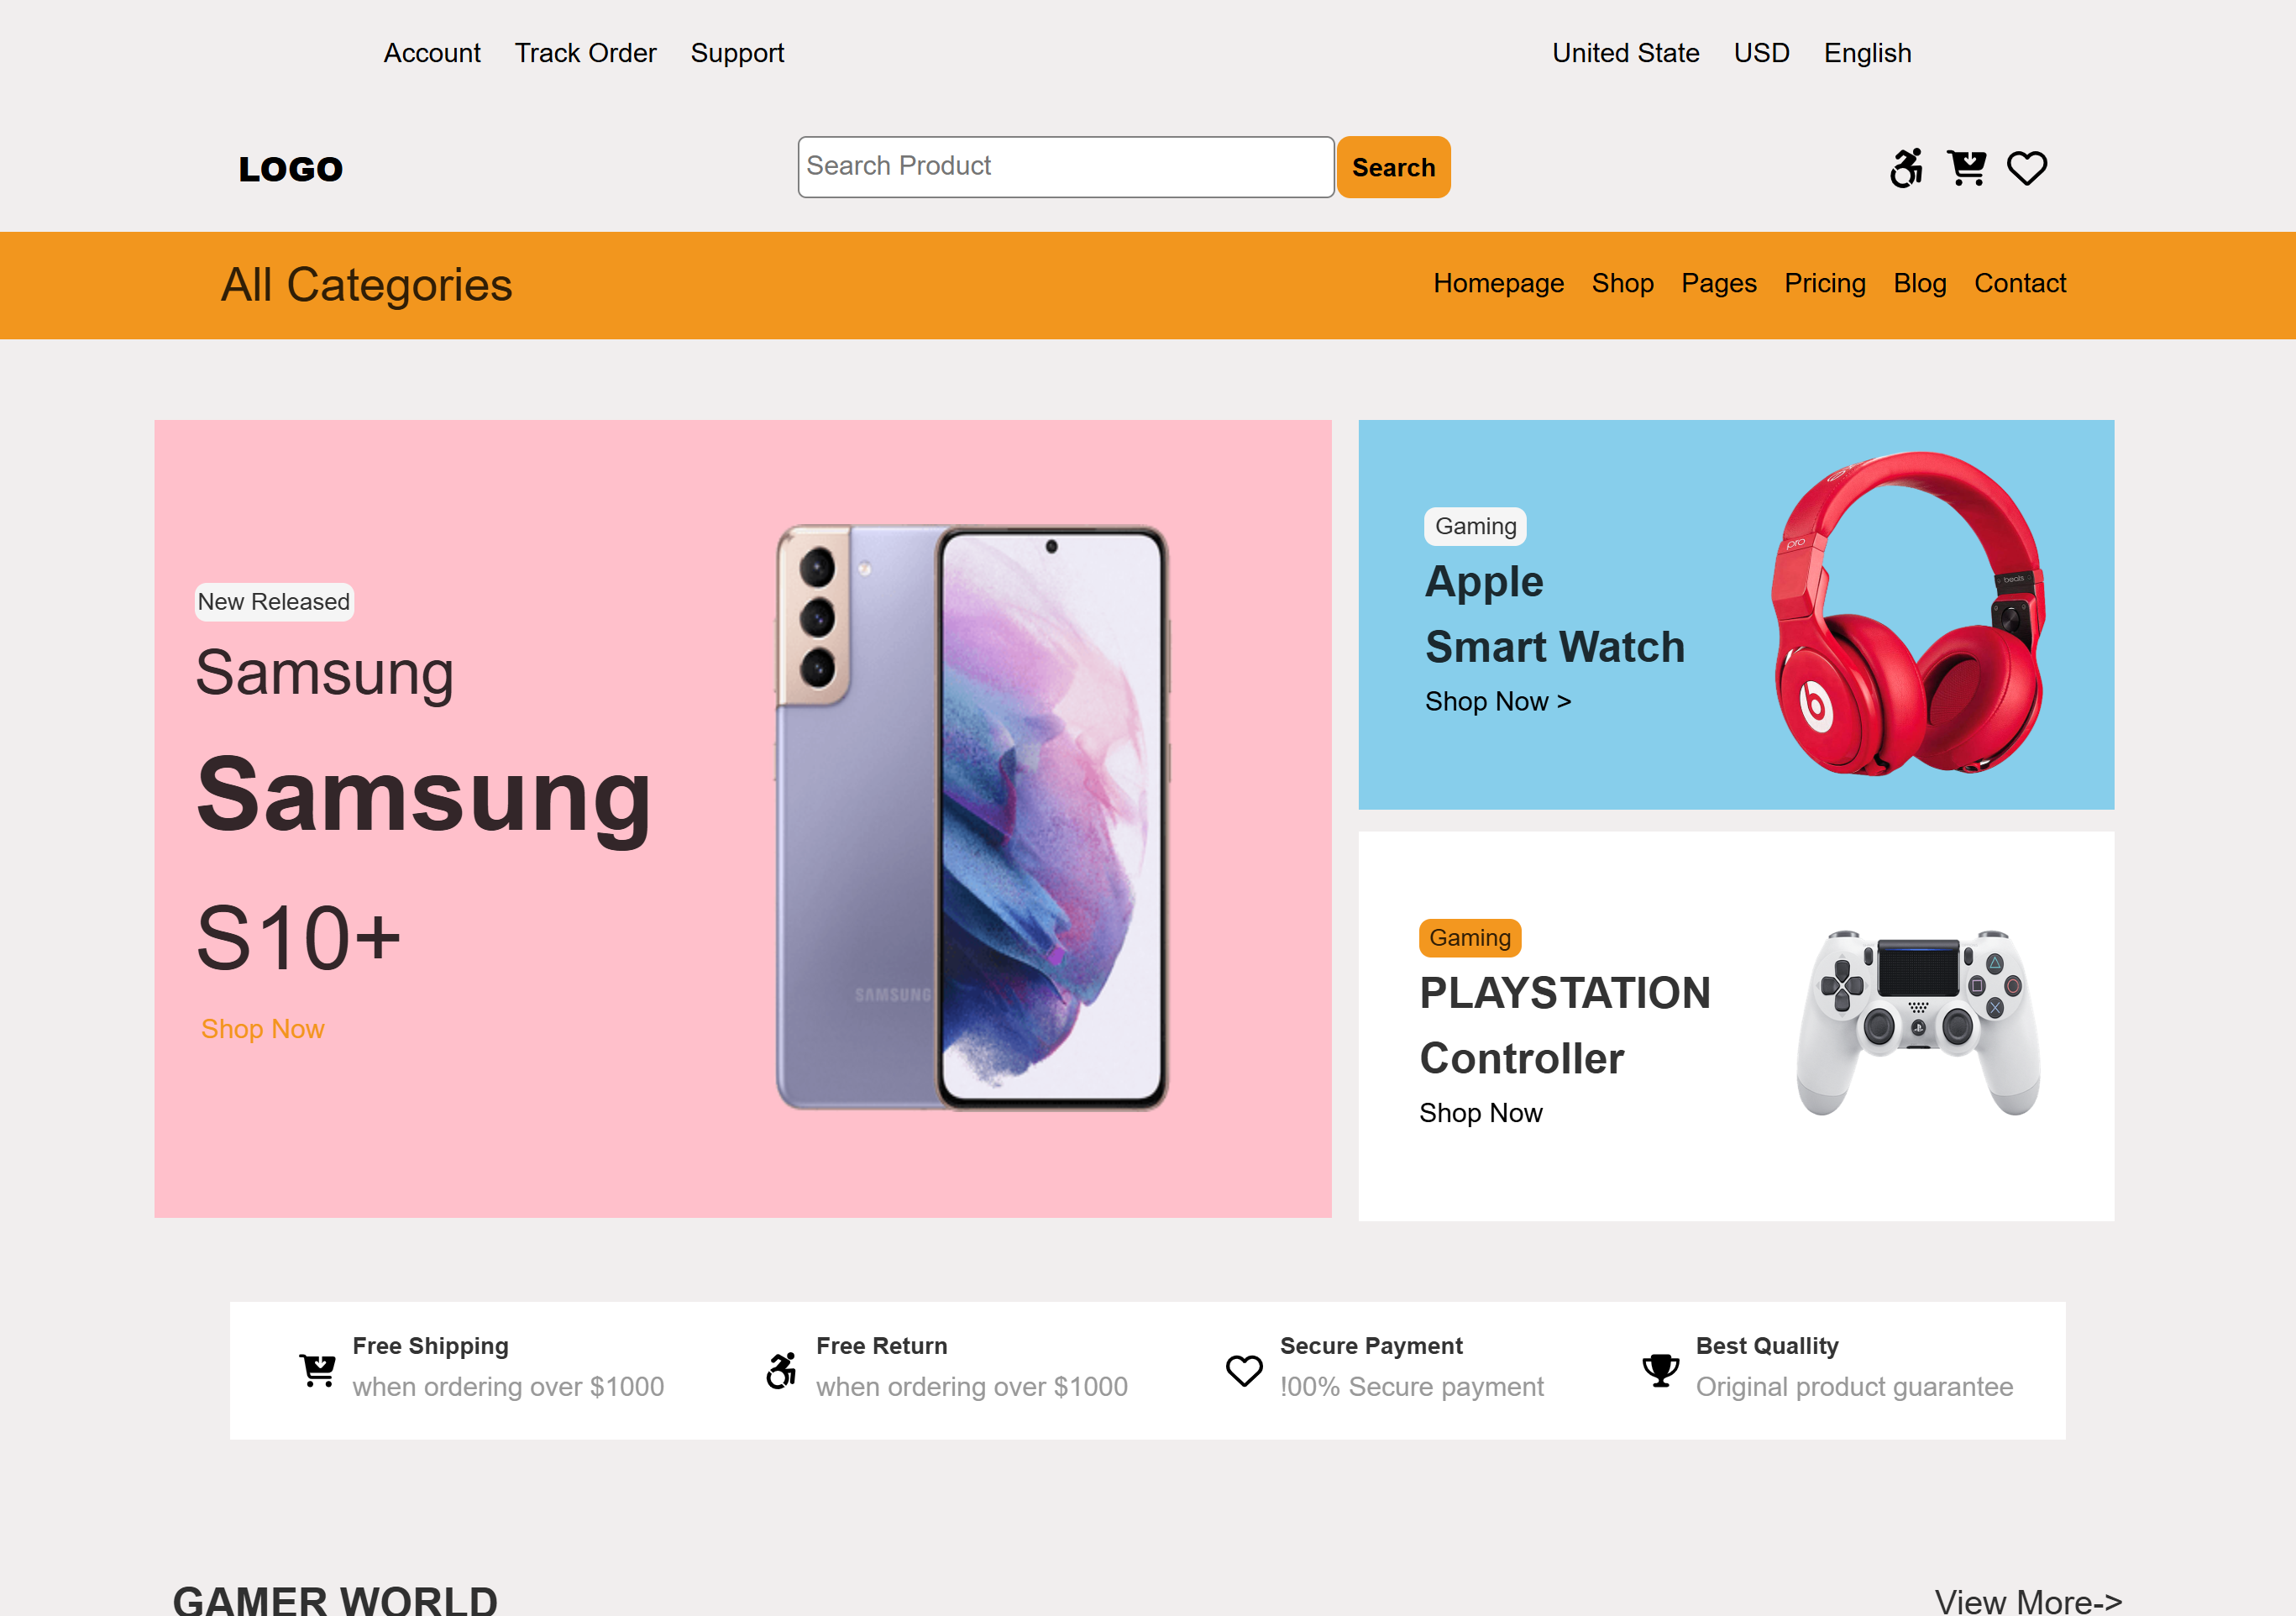 Account Track Order Support United State USD English
LOGO Search Product Search
All Categories Homepage Shop Pages Pricing Blog Contact
New Released
Samsung
Samsung
S10+
Shop Now
SAMSUNG
Gaming
Apple
Smart Watch
Shop Now >
pro
beats
b
Gaming
PLAYSTATION
Controller
Shop Now
Free Shipping
when ordering over $1000
Free Return
when ordering over $1000
Secure Payment
!00% Secure payment
Best Quallity
Original product guarantee
GAMER WORLD View More->